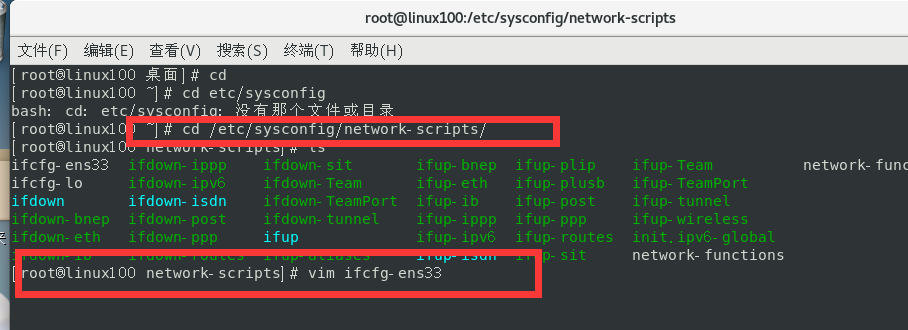 root@linux100:/etc/sysconfig/network-scripts
文件(F) 编辑(E) 查看(V) 搜索(S) 终端(T) 帮助(H)
[root@linux100 桌面]# cd
[root@linux100 ~]# cd etc/sysconfig
bash: cd: etc/sysconfig: 没有那个文件或目录
[root@linux100 ~]# cd /etc/sysconfig/network-scripts/
[root@linux100 network-scripts]# ls
ifcfg-ens33 ifdown-ippp ifdown-sit ifup-bnep ifup-plip ifup-Team network-func
ifcfg-lo ifdown-ipv6 ifdown-Team ifup-eth ifup-plusb ifup-TeamPort
ifdown ifdown-isdn ifdown-TeamPort ifup-ib ifup-post ifup-tunnel
ifdown-bnep ifdown-post ifdown-tunnel ifup-ippp ifup-ppp ifup-wireless
ifdown-eth ifdown-ppp ifup ifup-ipv6 ifup-routes init.ipv6-global
ifdown-ib ifdown-routes ifup-aliases ifup-isdn ifup-sit network-functions
[root@linux100 network-scripts]# vim ifcfg-ens33